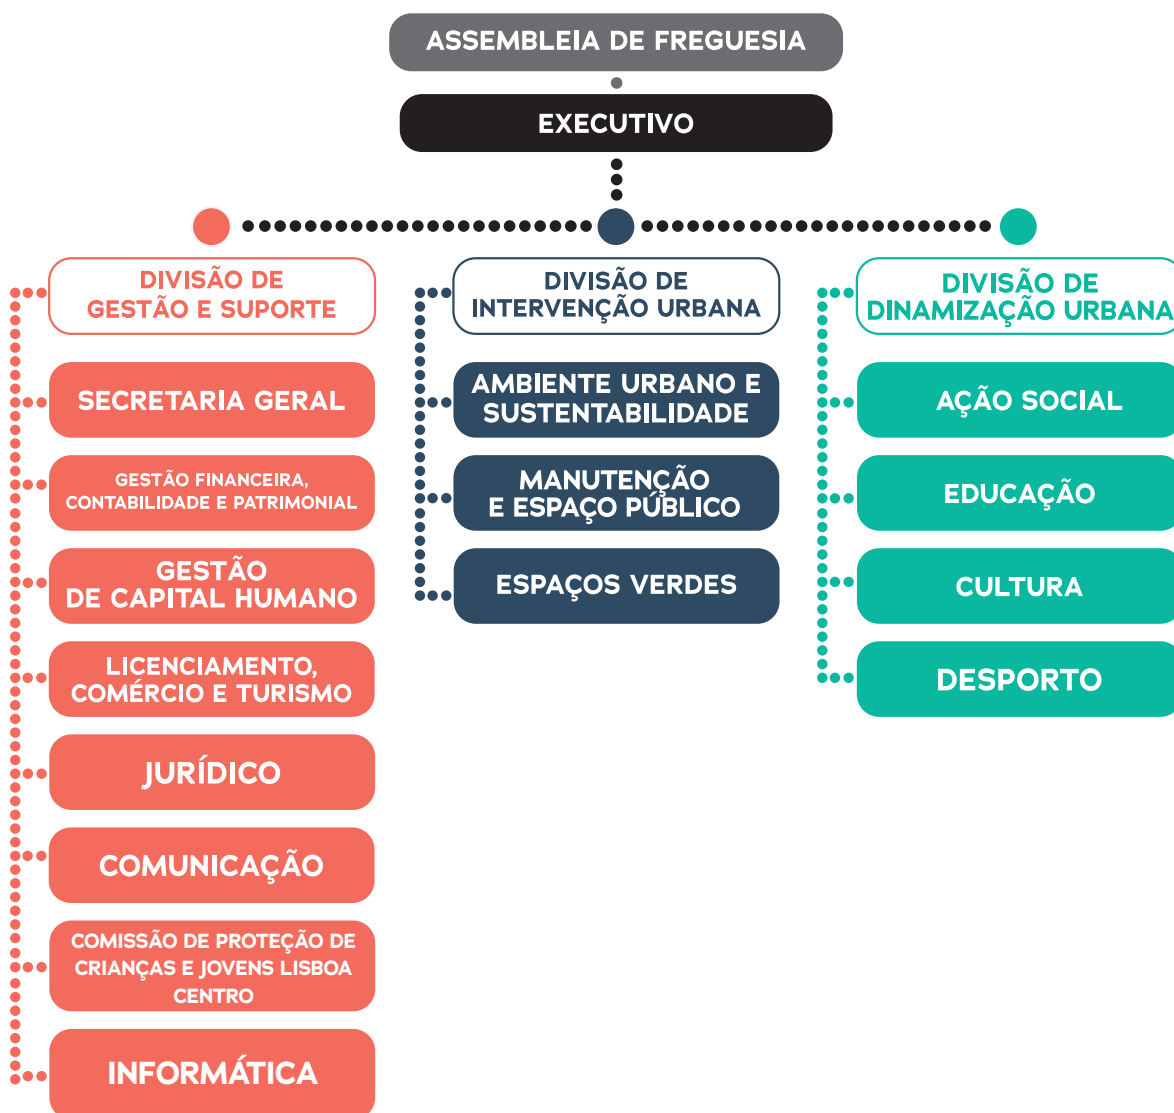 ASSEMBLEIA DE FREGUESIA
EXECUTIVO
DIVISÃO DE
GESTÃO E SUPORTE
SECRETARIA GERAL
GESTÃO FINANCEIRA,
CONTABILIDADE E PATRIMONIAL
GESTÃO
DE CAPITAL HUMANO
LICENCIAMENTO,
COMÉRCIO E TURISMO
JURÍDICO
COMUNICAÇÃO
COMISSÃO DE PROTEÇÃO DE
CRIANÇAS E JOVENS LISBOA
CENTRO
INFORMÁTICA
DIVISÃO DE
INTERVENÇÃO URBANA
AMBIENTE URBANO E
SUSTENTABILIDADE
MANUTENÇÃO
E ESPAÇO PÚBLICO
ESPAÇOS VERDES
DIVISÃO DE
DINAMIZAÇÃO URBANA
AÇÃO SOCIAL
EDUCAÇÃO
CULTURA
DESPORTO